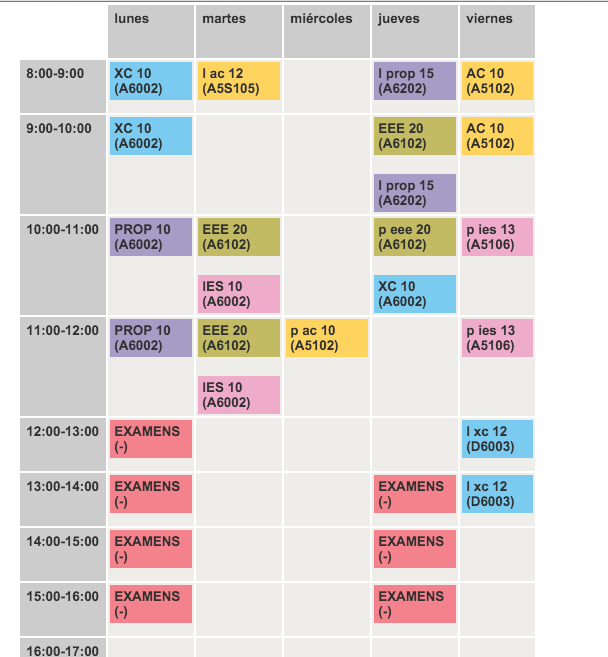 lunes martes miércoles jueves viernes
8:00-9:00 XC 10 l ac 12 l prop 15 AC 10
(A6002) (A5S105) (A6202) (A5102)
9:00-10:00 XC 10 EEE 20 AC 10
(A6002) (A6102) (A5102)
l prop 15
(A6202)
10:00-11:00 PROP 10 EEE 20 p eee 20 p ies 13
(A6002) (A6102) (A6102) (A5106)
IES 10 XC 10
(A6002) (A6002)
11:00-12:00 PROP 10 EEE 20 p ac 10 p ies 13
(A6002) (A6102) (A5102) (A5106)
IES 10
(A6002)
12:00-13:00 EXAMENS l xc 12
(-) (D6003)
13:00-14:00 EXAMENS EXAMENS l xc 12
(-) (-) (D6003)
14:00-15:00 EXAMENS EXAMENS
(-) (-)
15:00-16:00 EXAMENS EXAMENS
(-) (-)
16:00-17:00